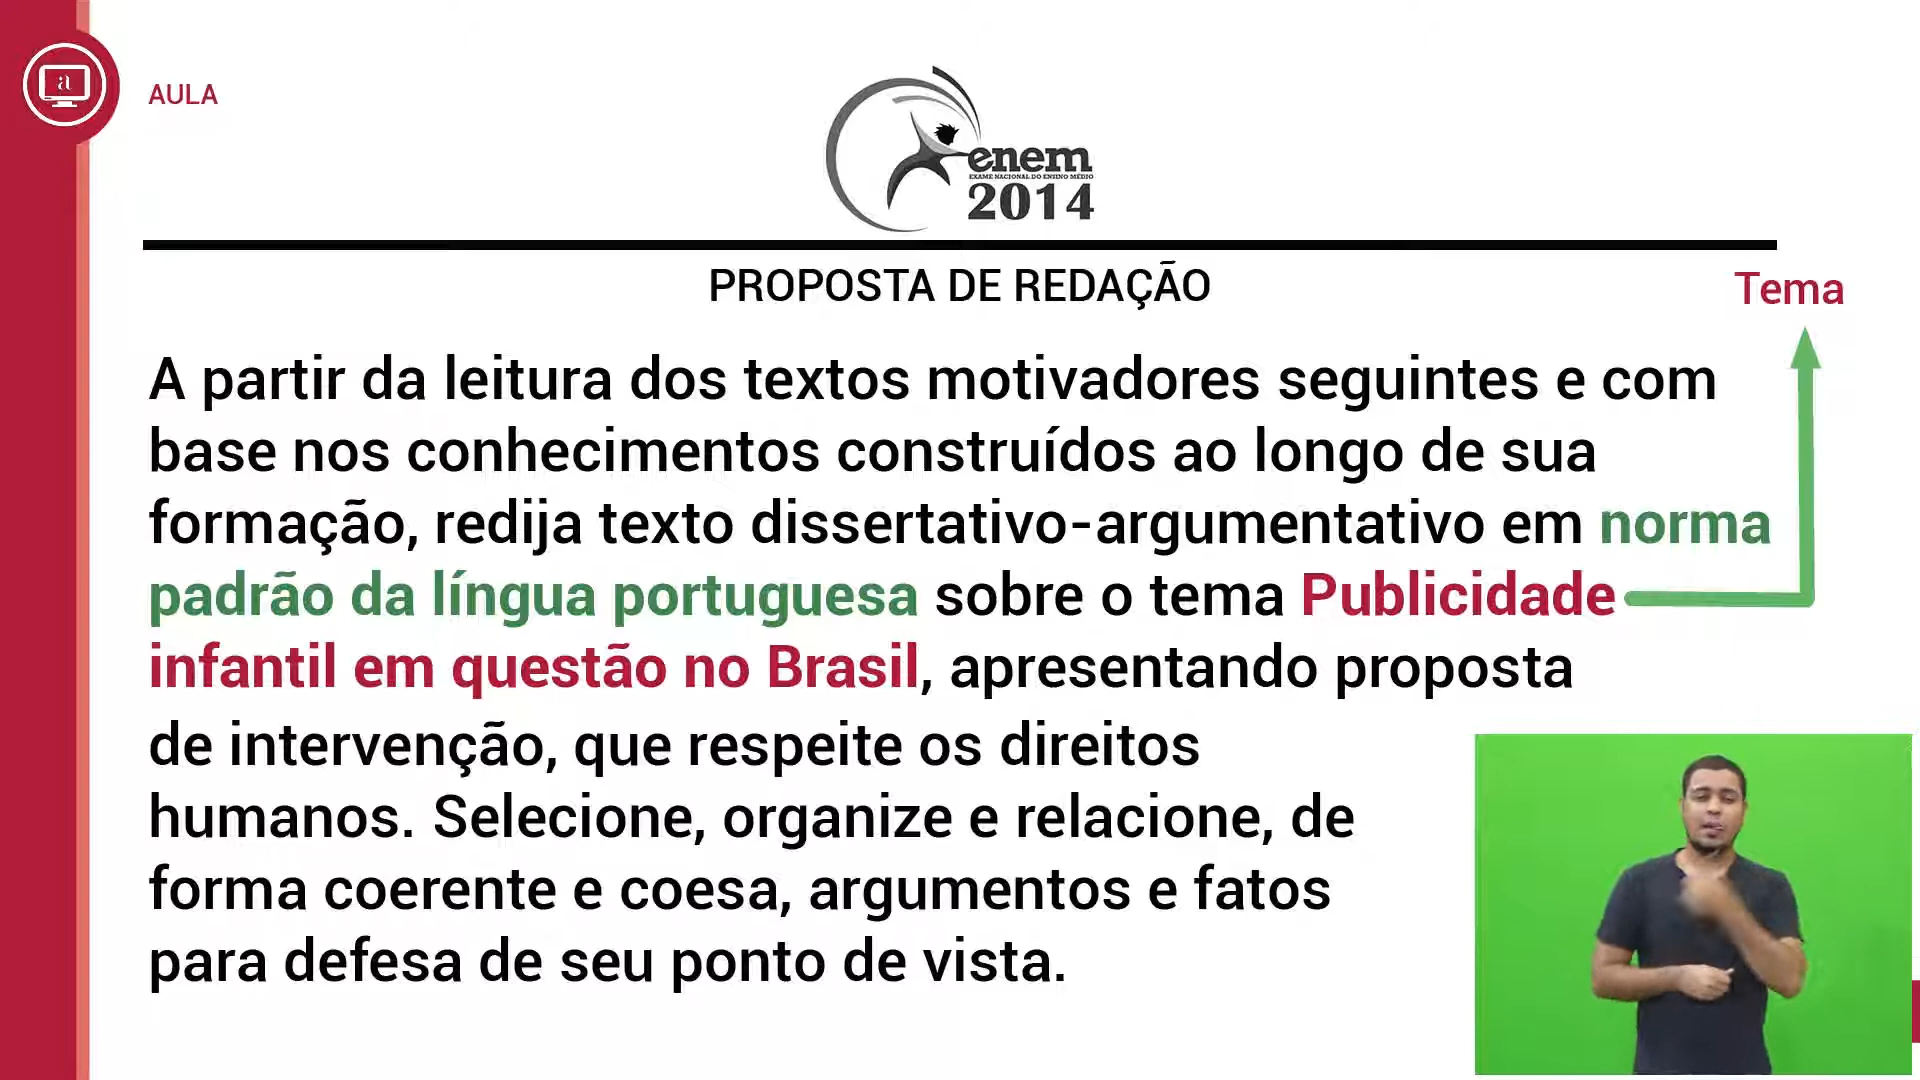 AULA
enem
EXAME NACIONAL DO ENSINO MÉDIO
2014
PROPOSTA DE REDAÇÃO
Tema
A partir da leitura dos textos motivadores seguintes e com
base nos conhecimentos construídos ao longo de sua
formação, redija texto dissertativo-argumentativo em norma
padrão da língua portuguesa sobre o tema Publicidade
infantil em questão no Brasil, apresentando proposta
de intervenção, que respeite os direitos
humanos. Selecione, organize e relacione, de
forma coerente e coesa, argumentos e fatos
para defesa de seu ponto de vista.